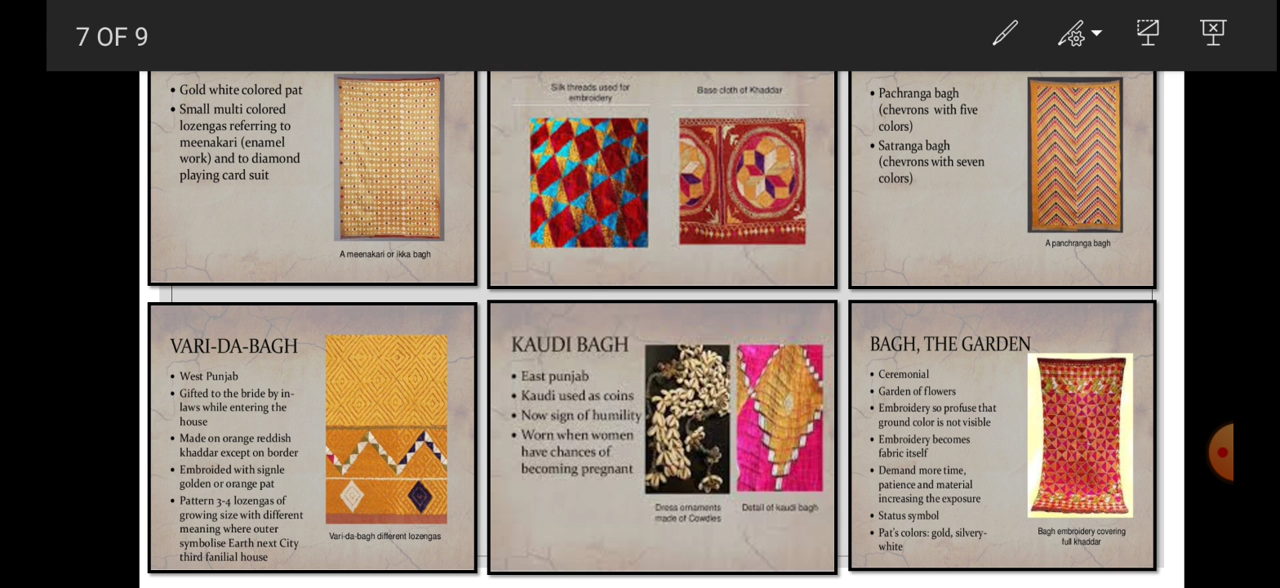 7 OF 9
• Gold white colored pat
• Small multi colored
lozengas referring to
meenakari (enamel
work) and to diamond
playing card suit
A meenakari or ikka bagh
Silk threads used for
embroidery
Base cloth of Khaddar
• Pachranga bagh
(chevrons with five
colors)
• Satranga bagh
(chevrons with seven
colors)
A panchranga bagh
VARI-DA-BAGH
• West Punjab
• Gifted to the bride by in-
laws while entering the
house
• Made on orange reddish
khaddar except on border
• Embroided with signle
golden or orange pat
• Pattern 3-4 lozengas of
growing size with different
meaning where outer
symbolise Earth next City
third fanilial house
Vari-da-bagh different lozengas
KAUDI BAGH
• East punjab
• Kaudi used as coins
• Now sign of humility
• Worn when women
have chances of
becoming pregnant
Dress ornaments
made of Cowdies
Detail of kaudi bagh
BAGH, THE GARDEN
• Ceremonial
• Garden of flowers
• Embroidery so profuse that
ground color is not visible
• Embroidery becomes
fabric itself
• Demand more time,
patience and material
increasing the exposure
• Status symbol
• Pat's colors: gold, silvery-
white
Bagh embroidery covering
full khaddar